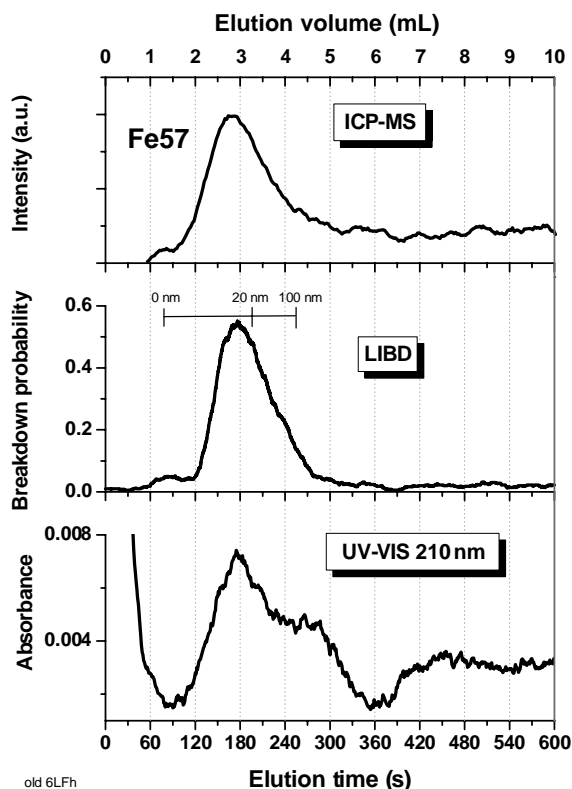 Elution volume (mL)
0 1 2 3 4 5 6 7 8 9 10
Intensity (a.u.)
Fe57
ICP-MS
Breakdown probability
0.6
0.4
0.2
0.0
0 nm 20 nm 100 nm
LIBD
Absorbance
0.008
0.004
UV-VIS 210 nm
0 60 120 180 240 300 360 420 480 540 600
Elution time (s)
old 6LFh